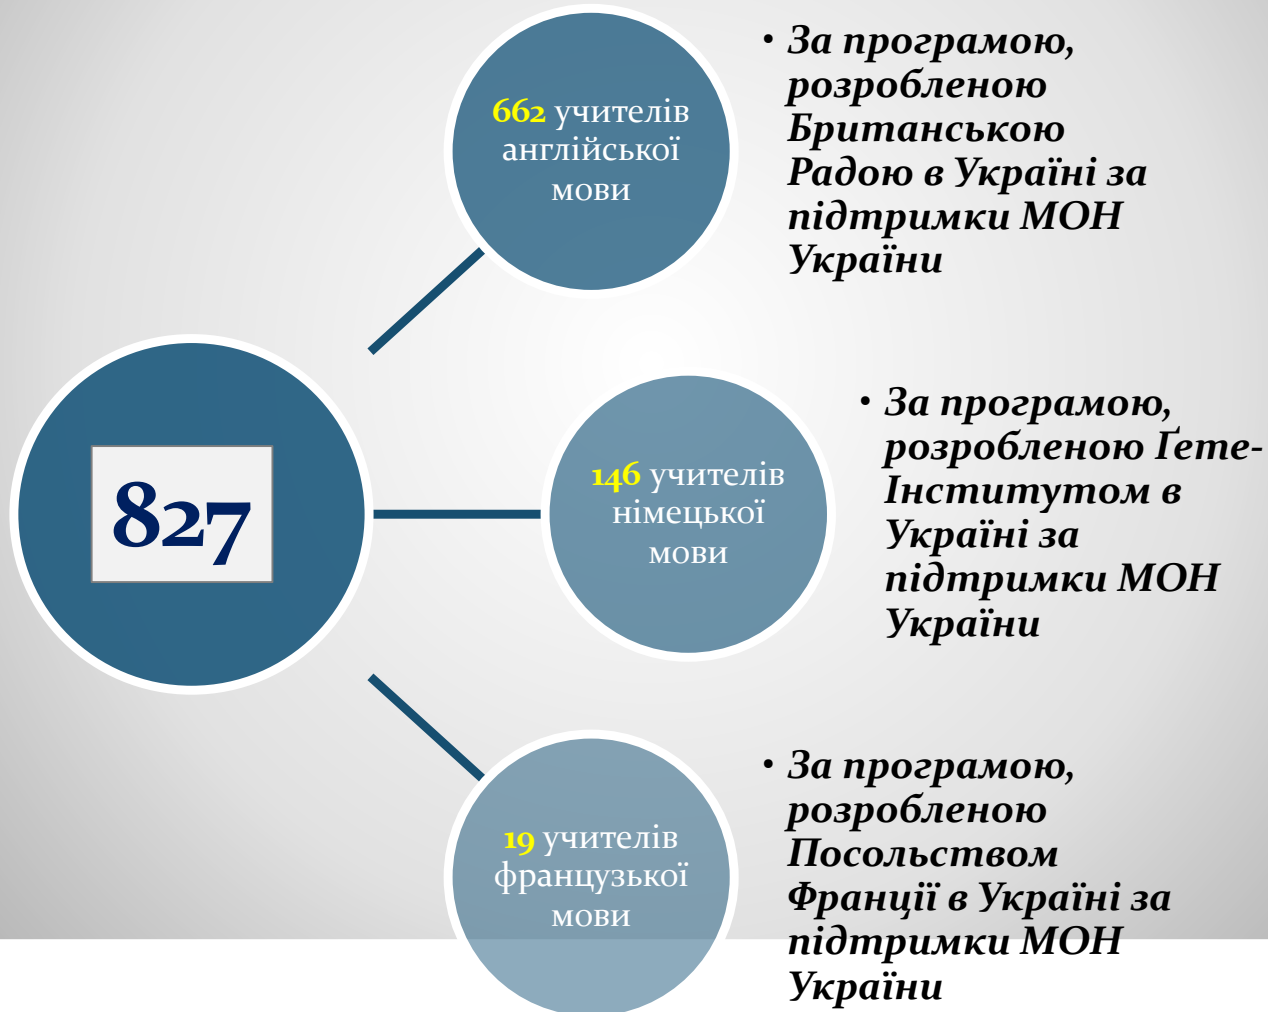 662 учителів
англійської
мови
• За програмою,
розробленою
Британською
Радою в Україні за
підтримки МОН
України
827
146 учителів
німецької
мови
• За програмою,
розробленою Ґете-
Інститутом в
Україні за
підтримки МОН
України
19 учителів
французької
мови
• За програмою,
розробленою
Посольством
Франції в Україні за
підтримки МОН
України